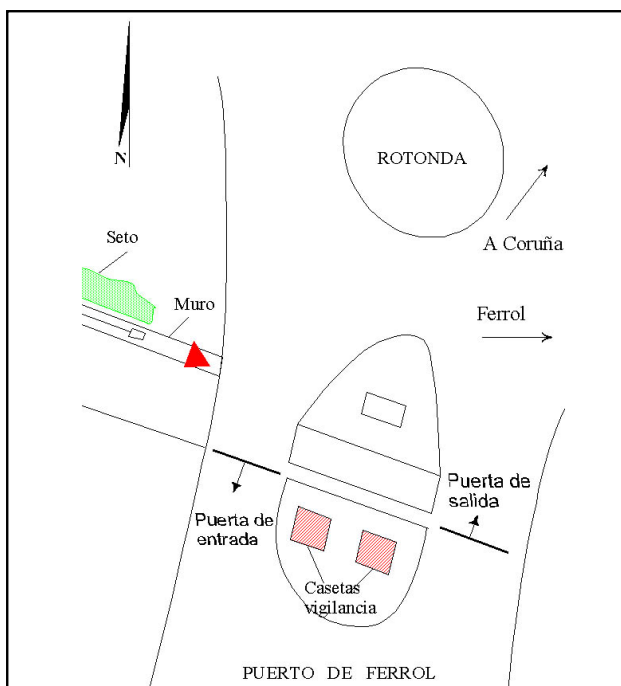 N
ROTONDA
A Coruña
Seto
Muro
Ferrol
Puerta de
salida
Puerta de
entrada
Casetas
vigilancia
PUERTO DE FERROL